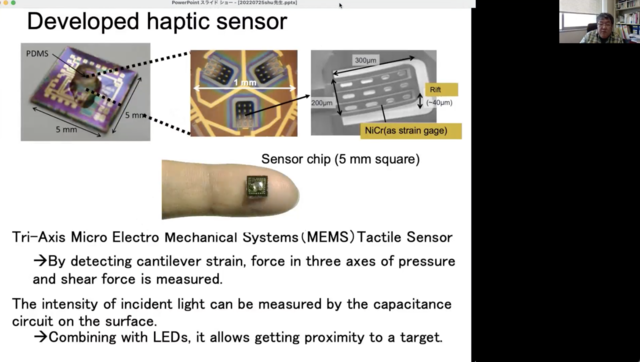 PowerPoint スライド ショー - [20220725shu先生.pptx]
Developed haptic sensor
PDMS
5 mm
5 mm
1 mm
300μm
200μm
Rift
(~40μm)
NiCr(as strain gage)
Sensor chip (5 mm square)
Tri-Axis Micro Electro Mechanical Systems(MEMS) Tactile Sensor
→By detecting cantilever strain, force in three axes of pressure
and shear force is measured.
The intensity of incident light can be measured by the capacitance
circuit on the surface.
→Combining with LEDs, it allows getting proximity to a target.